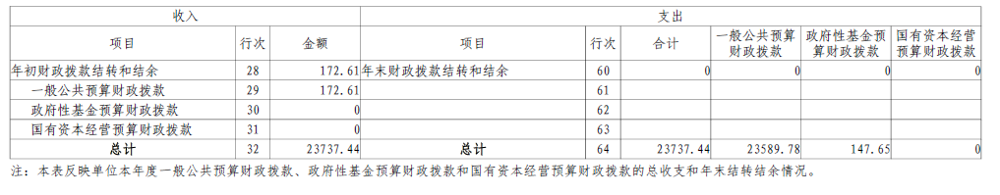 收入 支出
项目 行次 金额 项目 行次 合计 一般公共预算财政拨款 政府性基金预算财政拨款 国有资本经营预算财政拨款
年初财政拨款结转和结余 28 172.61 年末财政拨款结转和结余 60 0 0 0 0
一般公共预算财政拨款 29 172.61 61
政府性基金预算财政拨款 30 0 62
国有资本经营预算财政拨款 31 0 63
总计 32 23737.44 总计 64 23737.44 23589.78 147.65 0
注：本表反映单位本年度一般公共预算财政拨款、政府性基金预算财政拨款和国有资本经营预算财政拨款的总收支和年末结转结余情况。